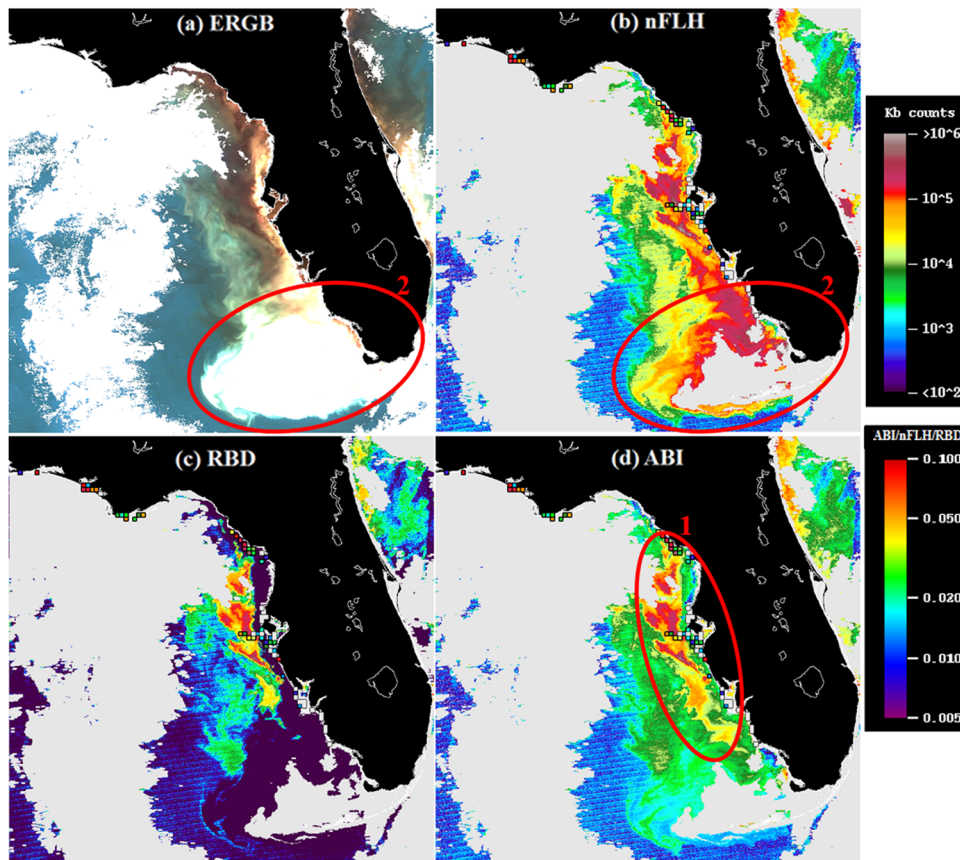 (a) ERGB
(b) nFLH
2
2
Kb counts
>10^6
10^5
10^4
10^3
<10^2
(c) RBD
(d) ABI
1
ABI/nFLH/RBD
0.100
0.050
0.020
0.010
0.005